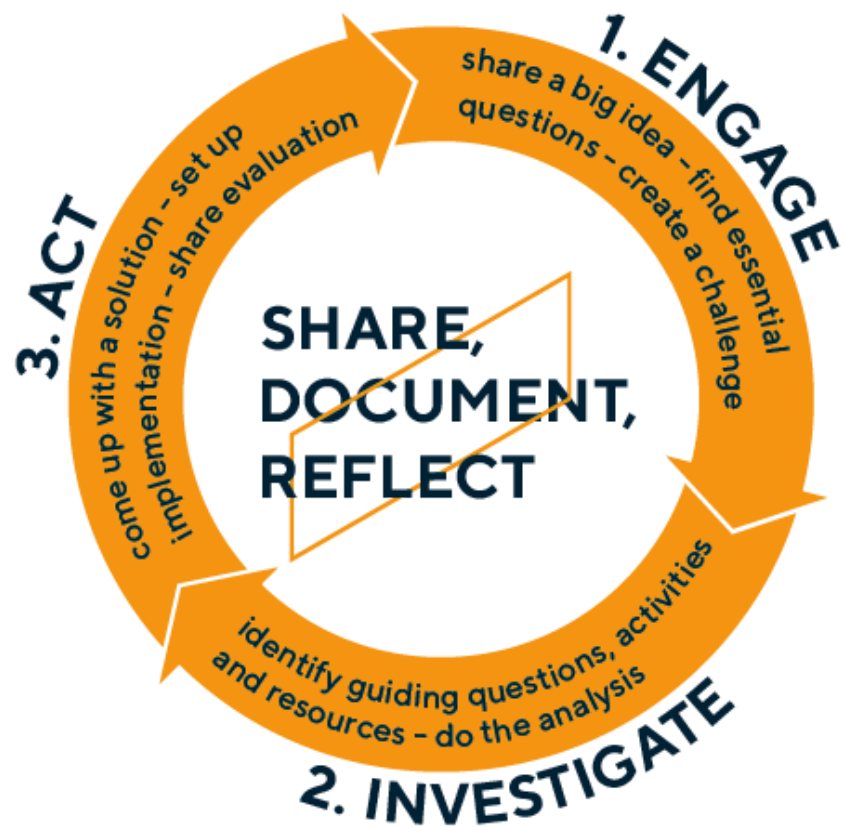 1. ENGAGE
share a big idea - find essential
questions - create a challenge
2. INVESTIGATE
identify guiding questions, activities
and resources - do the analysis
3. ACT
come up with a solution - set up
implementation - share evaluation
SHARE,
DOCUMENT,
REFLECT